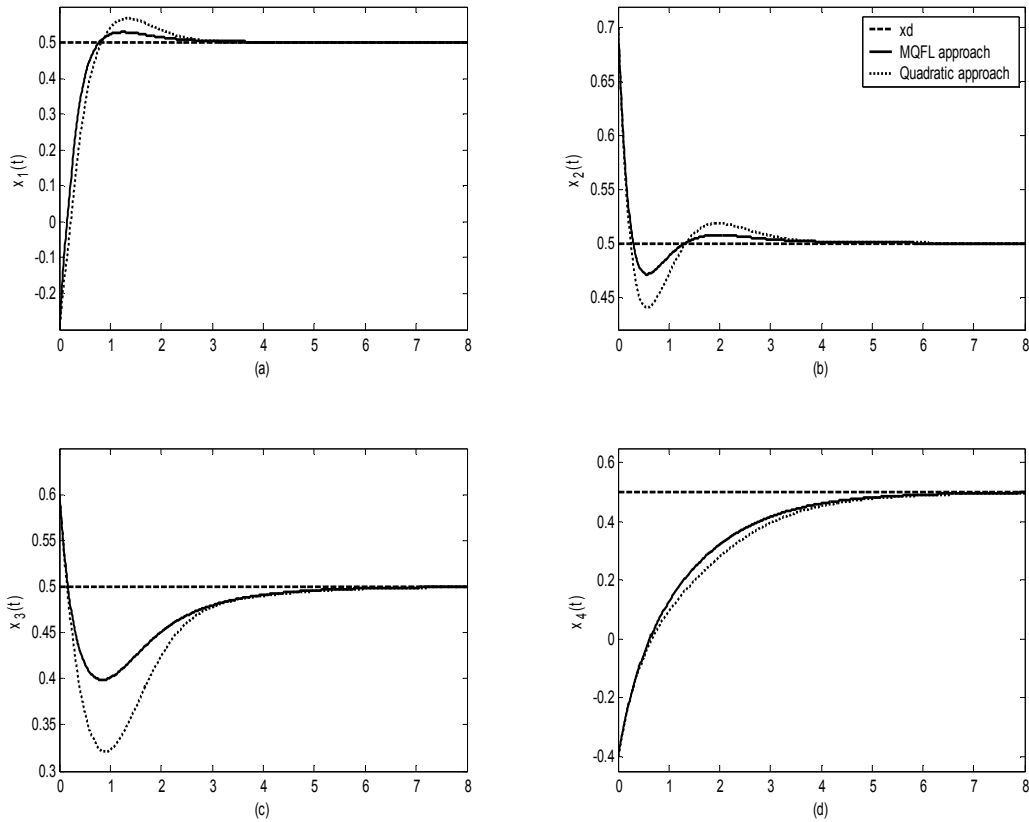 0.5
0.4
0.3
0.2
0.1
0
-0.1
-0.2
x1(t)
0 1 2 3 4 5 6 7 8
(a)
0.7
0.65
0.6
0.55
0.5
0.45
x2(t)
xd
MQFL approach
Quadratic approach
0 1 2 3 4 5 6 7 8
(b)
0.6
0.55
0.5
0.45
0.4
0.35
0.3
x3(t)
0 1 2 3 4 5 6 7 8
(c)
0.6
0.4
0.2
0
-0.2
-0.4
x4(t)
0 1 2 3 4 5 6 7 8
(d)